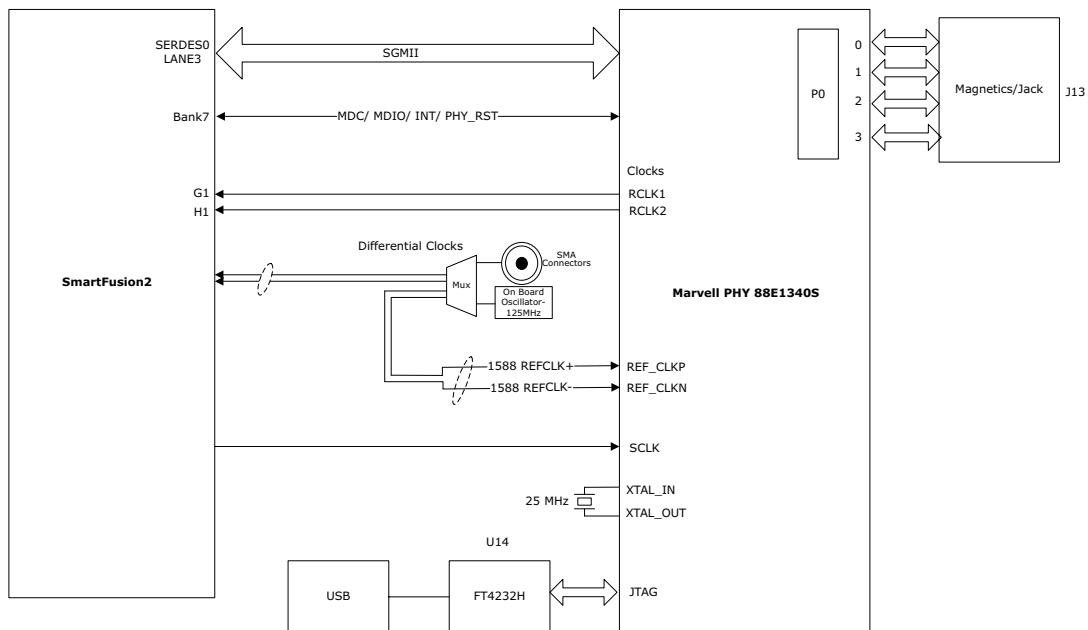 SERDES0
LANE3
SGMII
0
1
2
3
P0
Magnetics/Jack
J13
Bank7
MDC/ MDIO/ INT/ PHY_RST
Clocks
G1
RCLK1
H1
RCLK2
Differential Clocks
SMA
Connectors
Mux
On Board
Oscillator-
125MHz
SmartFusion2
Marvell PHY 88E1340S
1588 REFCLK+
REF_CLKP
1588 REFCLK-
REF_CLKN
SCLK
XTAL_IN
25 MHz
XTAL_OUT
U14
USB
FT4232H
JTAG